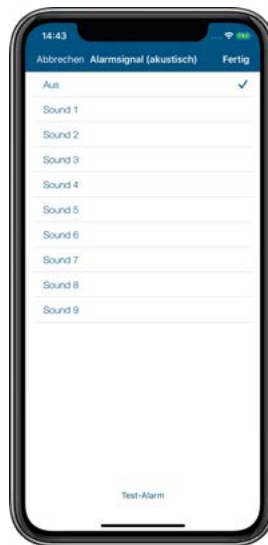 14:43
Abbrechen Alarmsignal (akustisch) Fertig
Aus
Sound 1
Sound 2
Sound 3
Sound 4
Sound 5
Sound 6
Sound 7
Sound 8
Sound 9
Test-Alarm